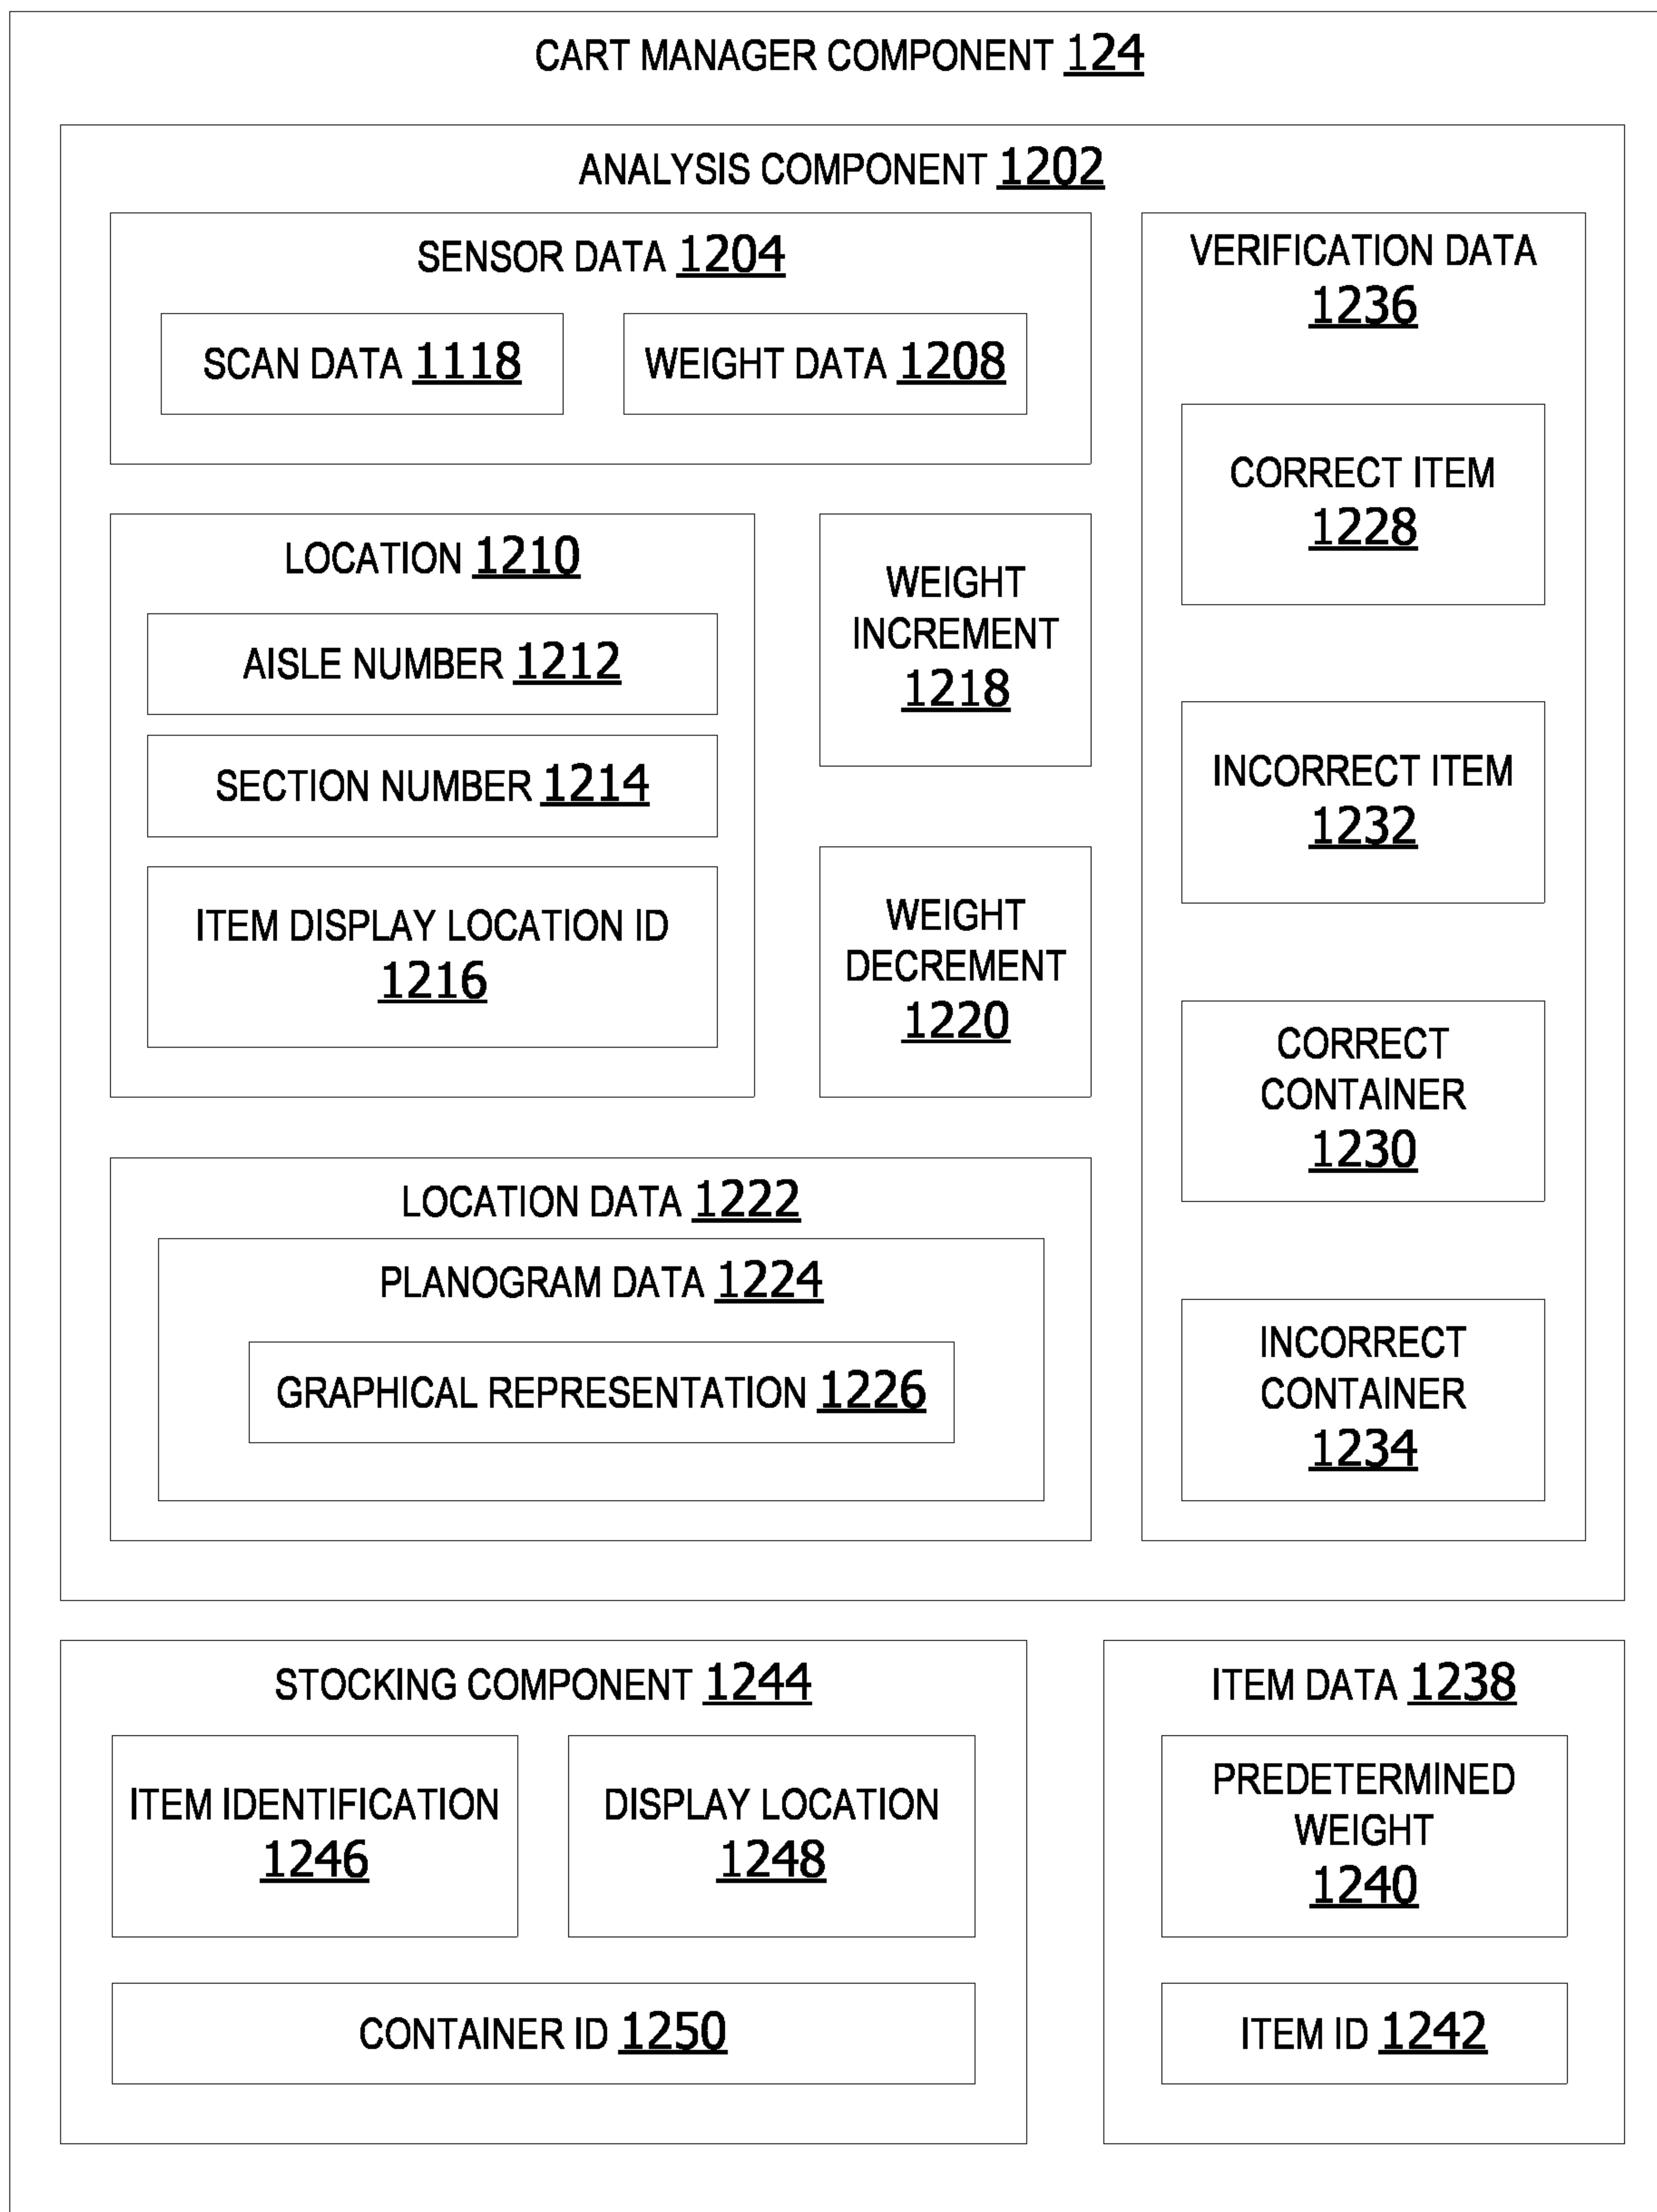 CART MANAGER COMPONENT 124
ANALYSIS COMPONENT 1202
SENSOR DATA 1204
SCAN DATA 1118
WEIGHT DATA 1208
LOCATION 1210
AISLE NUMBER 1212
SECTION NUMBER 1214
ITEM DISPLAY LOCATION ID
1216
WEIGHT
INCREMENT
1218
WEIGHT
DECREMENT
1220
LOCATION DATA 1222
PLANOGRAM DATA 1224
GRAPHICAL REPRESENTATION 1226
VERIFICATION DATA
1236
CORRECT ITEM
1228
INCORRECT ITEM
1232
CORRECT
CONTAINER
1230
INCORRECT
CONTAINER
1234
STOCKING COMPONENT 1244
ITEM IDENTIFICATION
1246
DISPLAY LOCATION
1248
CONTAINER ID 1250
ITEM DATA 1238
PREDETERMINED
WEIGHT
1240
ITEM ID 1242